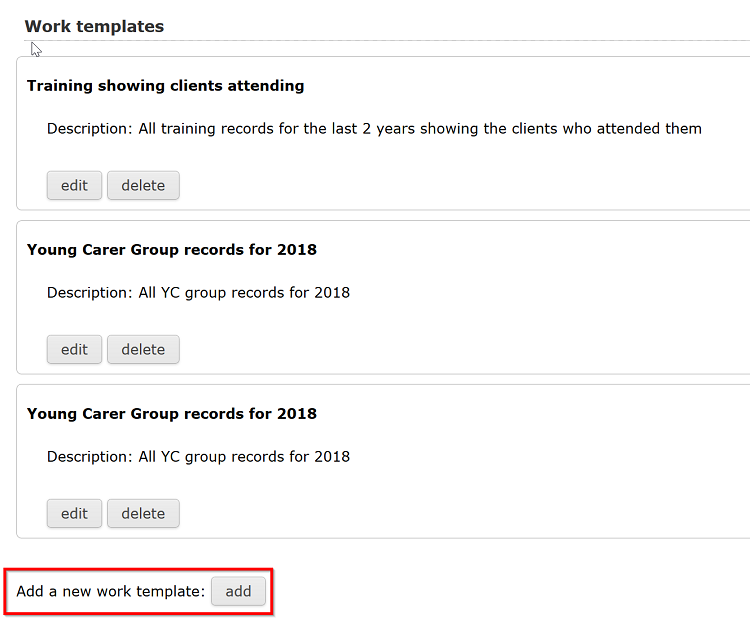 Work templates
Training showing clients attending
Description: All training records for the last 2 years showing the clients who attended them
edit delete
Young Carer Group records for 2018
Description: All YC group records for 2018
edit delete
Young Carer Group records for 2018
Description: All YC group records for 2018
edit delete
Add a new work template: add